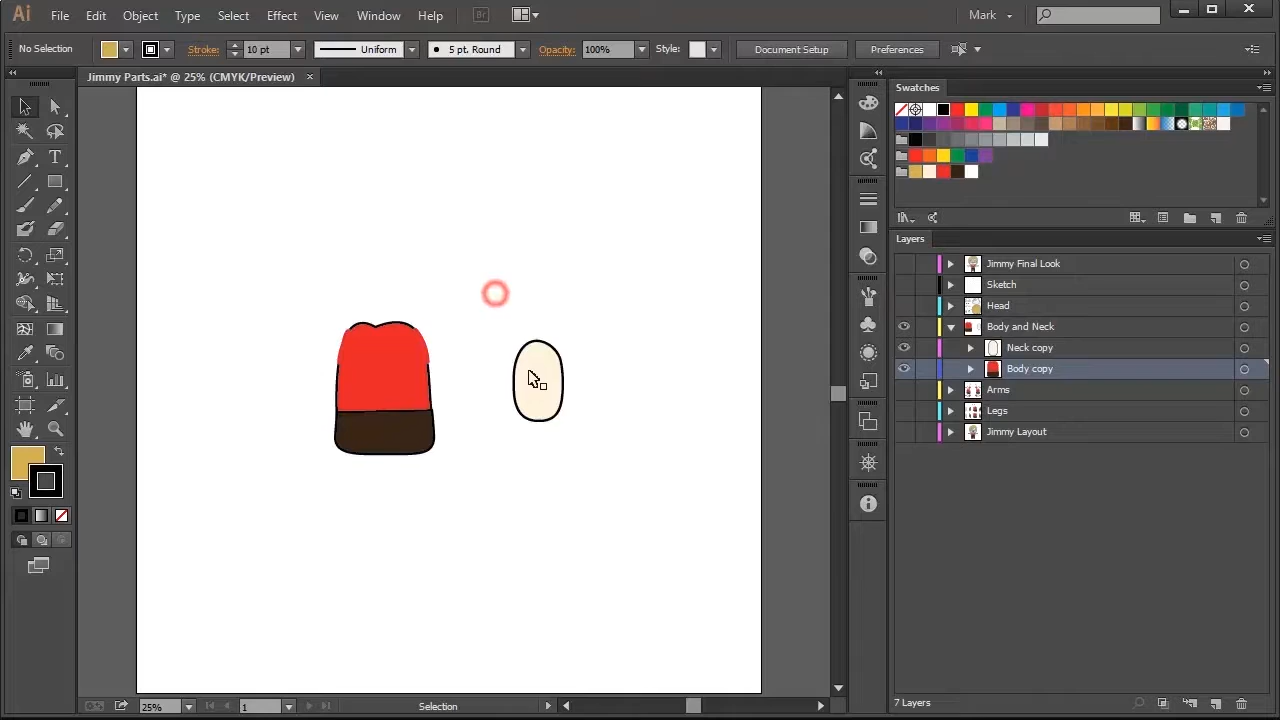 Ai File Edit Object Type Select Effect View Window Help Br Mark
No Selection Stroke: 10 pt Uniform 5 pt. Round Opacity: 100% Style: Document Setup Preferences
Jimmy Parts.ai* @ 25% (CMYK/Preview)
Swatches
Layers
Jimmy Final Look
Sketch
Head
Body and Neck
Neck copy
Body copy
Arms
Legs
Jimmy Layout
25% 1 Selection 7 Layers